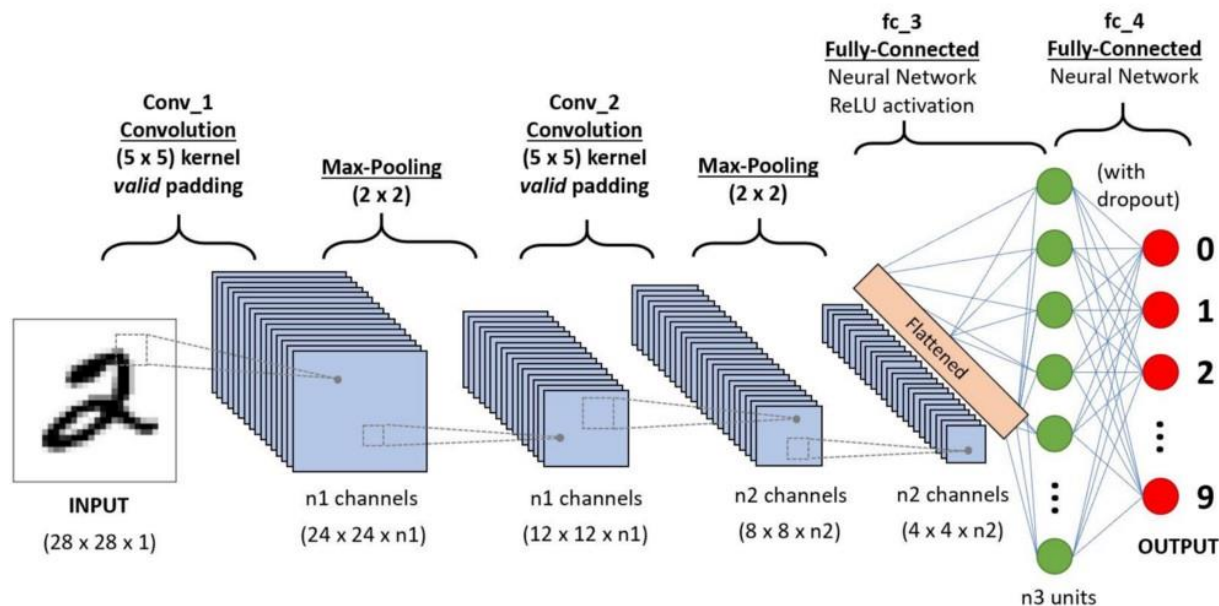 fc_3
Fully-Connected
Neural Network
ReLU activation
fc_4
Fully-Connected
Neural Network
Conv_1
Convolution
(5 x 5) kernel
valid padding
Max-Pooling
(2 x 2)
Conv_2
Convolution
(5 x 5) kernel
valid padding
Max-Pooling
(2 x 2)
(with
dropout)
Flattened
0
1
2
9
INPUT
(28 x 28 x 1)
n1 channels
(24 x 24 x n1)
n1 channels
(12 x 12 x n1)
n2 channels
(8 x 8 x n2)
n2 channels
(4 x 4 x n2)
OUTPUT
n3 units
2